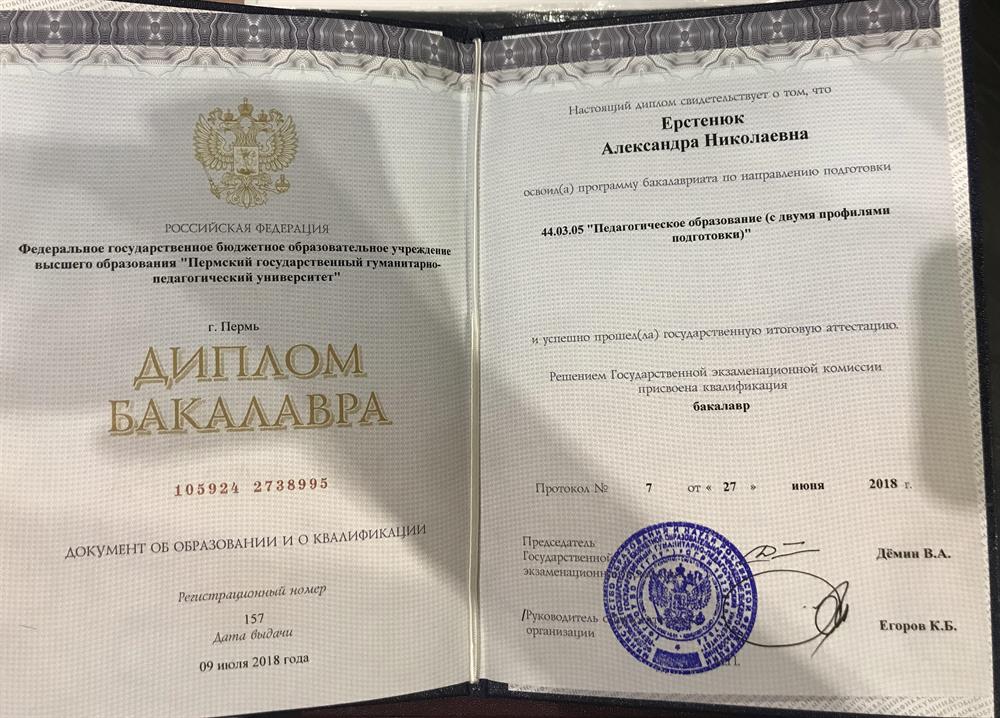 РОССИЙСКАЯ ФЕДЕРАЦИЯ
Федеральное государственное бюджетное образовательное учреждение
высшего образования "Пермский государственный гуманитарно-
педагогический университет"
г. Пермь
ДИПЛОМ
БАКАЛАВРА
105924 2738995
ДОКУМЕНТ ОБ ОБРАЗОВАНИИ И О КВАЛИФИКАЦИИ
Регистрационный номер
157
Дата выдачи
09 июля 2018 года
Настоящий диплом свидетельствует о том, что
Ерстенюк
Александра Николаевна
освоил(а) программу бакалавриата по направлению подготовки
44.03.05 "Педагогическое образование (с двумя профилями
подготовки)"
и успешно прошел(ла) государственную итоговую аттестацию.
Решением Государственной экзаменационной комиссии
присвоена квалификация
бакалавр
Протокол № 7 от « 27 » июня 2018 г.
Председатель
Государственной
экзаменационн
Дёмин В.А.
/Руководитель
организации
Егоров К.Б.